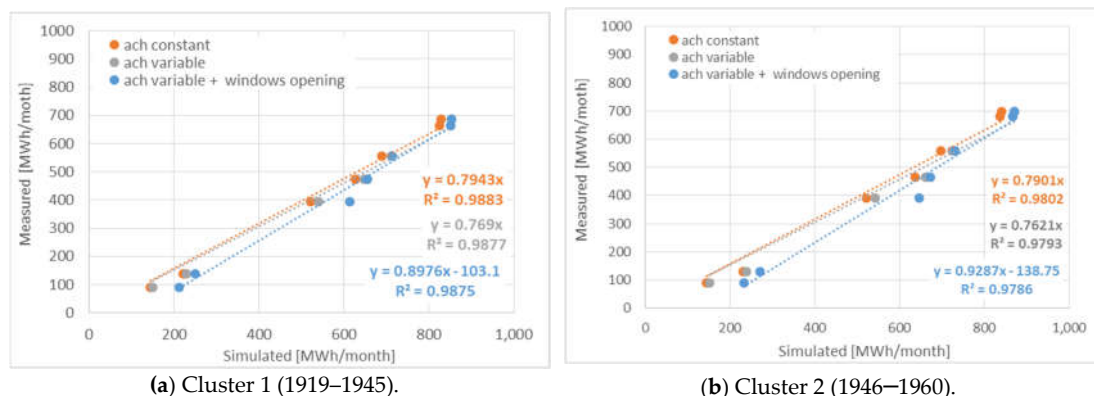 1000
900
800
700
600
500
400
300
200
100
0
Measured [MWh/moth]
ach constant
ach variable
ach variable + windows opening
y = 0.7943x
R² = 0.9883
y = 0.769x
R² = 0.9877
y = 0.8976x - 103.1
R² = 0.9875
0 200 400 600 800 1,000
Simulated [MWh/month]
(a) Cluster 1 (1919–1945).
1000
900
800
700
600
500
400
300
200
100
0
Measured [MWh/moth]
ach constant
ach variable
ach variable + windows opening
y = 0.7901x
R² = 0.9802
y = 0.7621x
R² = 0.9793
y = 0.9287x - 138.75
R² = 0.9786
0 200 400 600 800 1,000
Simulated [MWh/month]
(b) Cluster 2 (1946–1960).